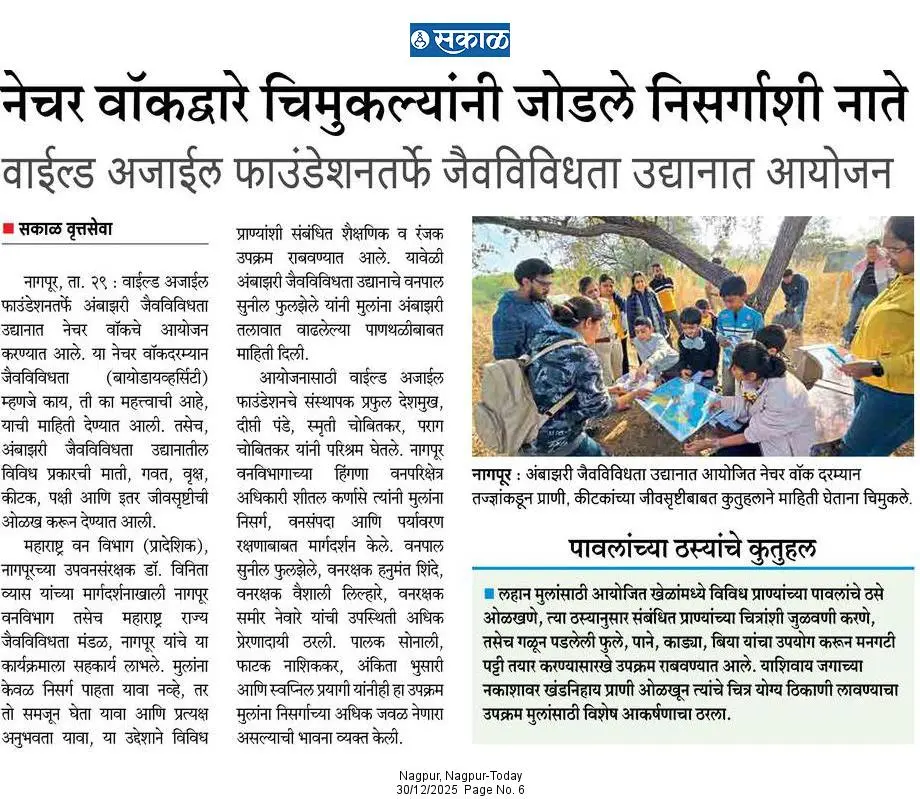 सकाळ
नेचर वॉकद्वारे चिमुकल्यांनी जोडले निसर्गाशी नाते
वाईल्ड अजाईल फाउंडेशनतर्फे जैवविविधता उद्यानात आयोजन
सकाळ वृत्तसेवा
नागपूर, ता. २९ : वाईल्ड अजाईल
फाउंडेशनतर्फे अंबाझरी जैवविविधता
उद्यानात नेचर वॉकचे आयोजन
करण्यात आले. या नेचर वॉकदरम्यान
जैवविविधता (बायोडायव्हर्सिटी)
म्हणजे काय, ती का महत्त्वाची आहे,
याची माहिती देण्यात आली. तसेच,
अंबाझरी जैवविविधता उद्यानातील
विविध प्रकारची माती, गवत, वृक्ष,
कीटक, पक्षी आणि इतर जीवसृष्टीची
ओळख करून देण्यात आली.
महाराष्ट्र वन विभाग (प्रादेशिक),
नागपूरच्या उपवनसंरक्षक डॉ. विनिता
व्यास यांच्या मार्गदर्शनाखाली नागपूर
वनविभाग तसेच महाराष्ट्र राज्य
जैवविविधता मंडळ, नागपूर यांचे या
कार्यक्रमाला सहकार्य लाभले. मुलांना
केवळ निसर्ग पाहता यावा नव्हे, तर
तो समजून घेता यावा आणि प्रत्यक्ष
अनुभवता यावा, या उद्देशाने विविध
प्राण्यांशी संबंधित शैक्षणिक व रंजक
उपक्रम राबवण्यात आले. यावेळी
अंबाझरी जैवविविधता उद्यानाचे वनपाल
सुनील फुलझेले यांनी मुलांना अंबाझरी
तलावात वाढलेल्या पाणथळीबाबत
माहिती दिली.
आयोजनासाठी वाईल्ड अजाईल
फाउंडेशनचे संस्थापक प्रफुल देशमुख,
दीप्ती पंडे, स्मृती चोबितकर, पराग
चोबितकर यांनी परिश्रम घेतले. नागपूर
वनविभागाच्या हिंगणा वनपरिक्षेत्र
अधिकारी शीतल कर्णासे त्यांनी मुलांना
निसर्ग, वनसंपदा आणि पर्यावरण
रक्षणाबाबत मार्गदर्शन केले. वनपाल
सुनील फुलझेले, वनरक्षक हनुमंत शिंदे,
वनरक्षक वैशाली लिल्हारे, वनरक्षक
समीर नेवारे यांची उपस्थिती अधिक
प्रेरणादायी ठरली. पालक सोनाली,
फाटक नाशिककर, अंकिता भुसारी
आणि स्वप्निल प्रयागी यांनीही हा उपक्रम
मुलांना निसर्गाच्या अधिक जवळ नेणारा
असल्याची भावना व्यक्त केली.
नागपूर : अंबाझरी जैवविविधता उद्यानात आयोजित नेचर वॉक दरम्यान
तज्ज्ञांकडून प्राणी, कीटकांच्या जीवसृष्टीबाबत कुतुहलाने माहिती घेताना चिमुकले.
पावलांच्या ठस्यांचे कुतुहल
लहान मुलांसाठी आयोजित खेळांमध्ये विविध प्राण्यांच्या पावलांचे ठसे
ओळखणे, त्या ठस्यानुसार संबंधित प्राण्यांच्या चित्रांशी जुळवणी करणे,
तसेच गळून पडलेली फुले, पाने, काड्या, बिया यांचा उपयोग करून मनगटी
पट्टी तयार करण्यासारखे उपक्रम राबवण्यात आले. याशिवाय जगाच्या
नकाशावर खंडनिहाय प्राणी ओळखून त्यांचे चित्र योग्य ठिकाणी लावण्याचा
उपक्रम मुलांसाठी विशेष आकर्षणाचा ठरला.
Nagpur, Nagpur-Today
30/12/2025 Page No. 6